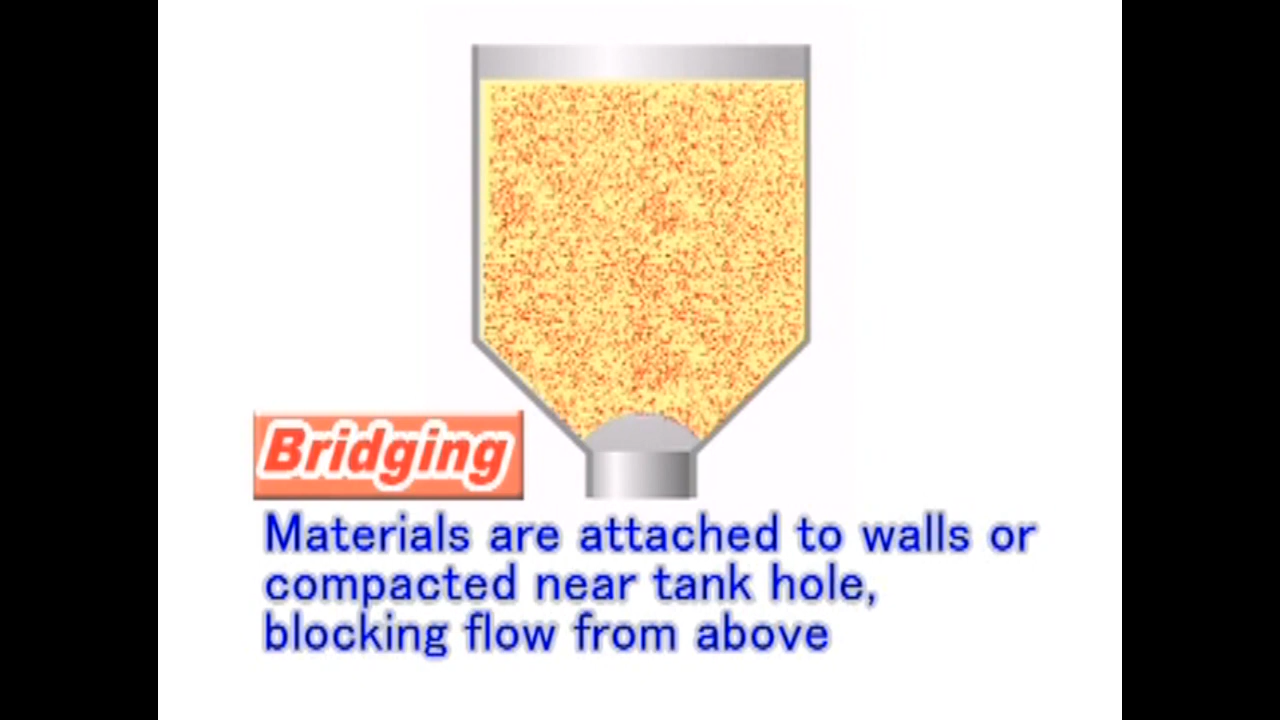 Bridging
Materials are attached to walls or
compacted near tank hole,
blocking flow from above